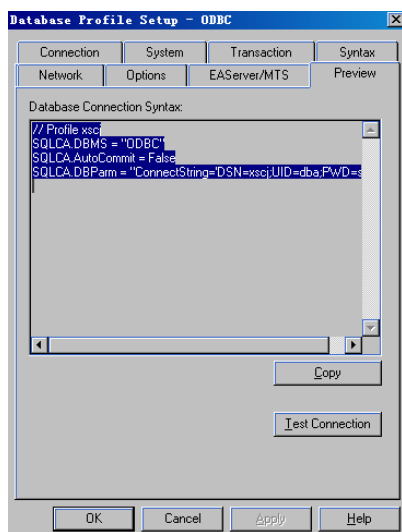 Database Profile Setup - ODBC
Connection System Transaction Syntax
Network Options EAServer/MTS Preview
Database Connection Syntax:
// Profile xscj
SQLCA.DBMS = "ODBC"
SQLCA.AutoCommit = False
SQLCA.DBParm = "ConnectString='DSN=xscj;UID=dba;PWD=s
Copy
Test Connection
OK Cancel Apply Help